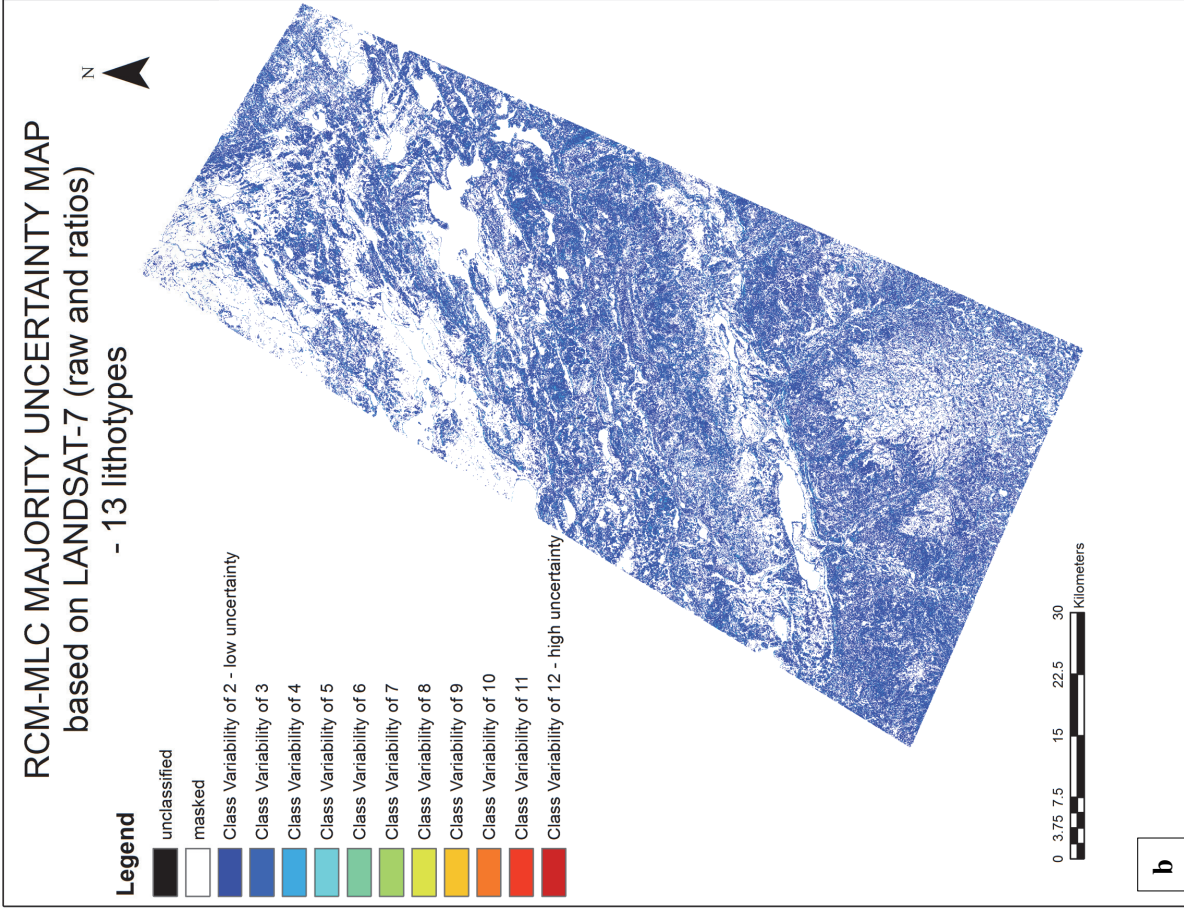 RCM-MLC MAJORITY UNCERTAINTY MAP
based on LANDSAT-7 (raw and ratios)
- 13 lithotypes
N
Legend
unclassified
masked
Class Variability of 2 - low uncertainty
Class Variability of 3
Class Variability of 4
Class Variability of 5
Class Variability of 6
Class Variability of 7
Class Variability of 8
Class Variability of 9
Class Variability of 10
Class Variability of 11
Class Variability of 12 - high uncertainty
0 3.75 7.5 15 22.5 30
Kilometers
b